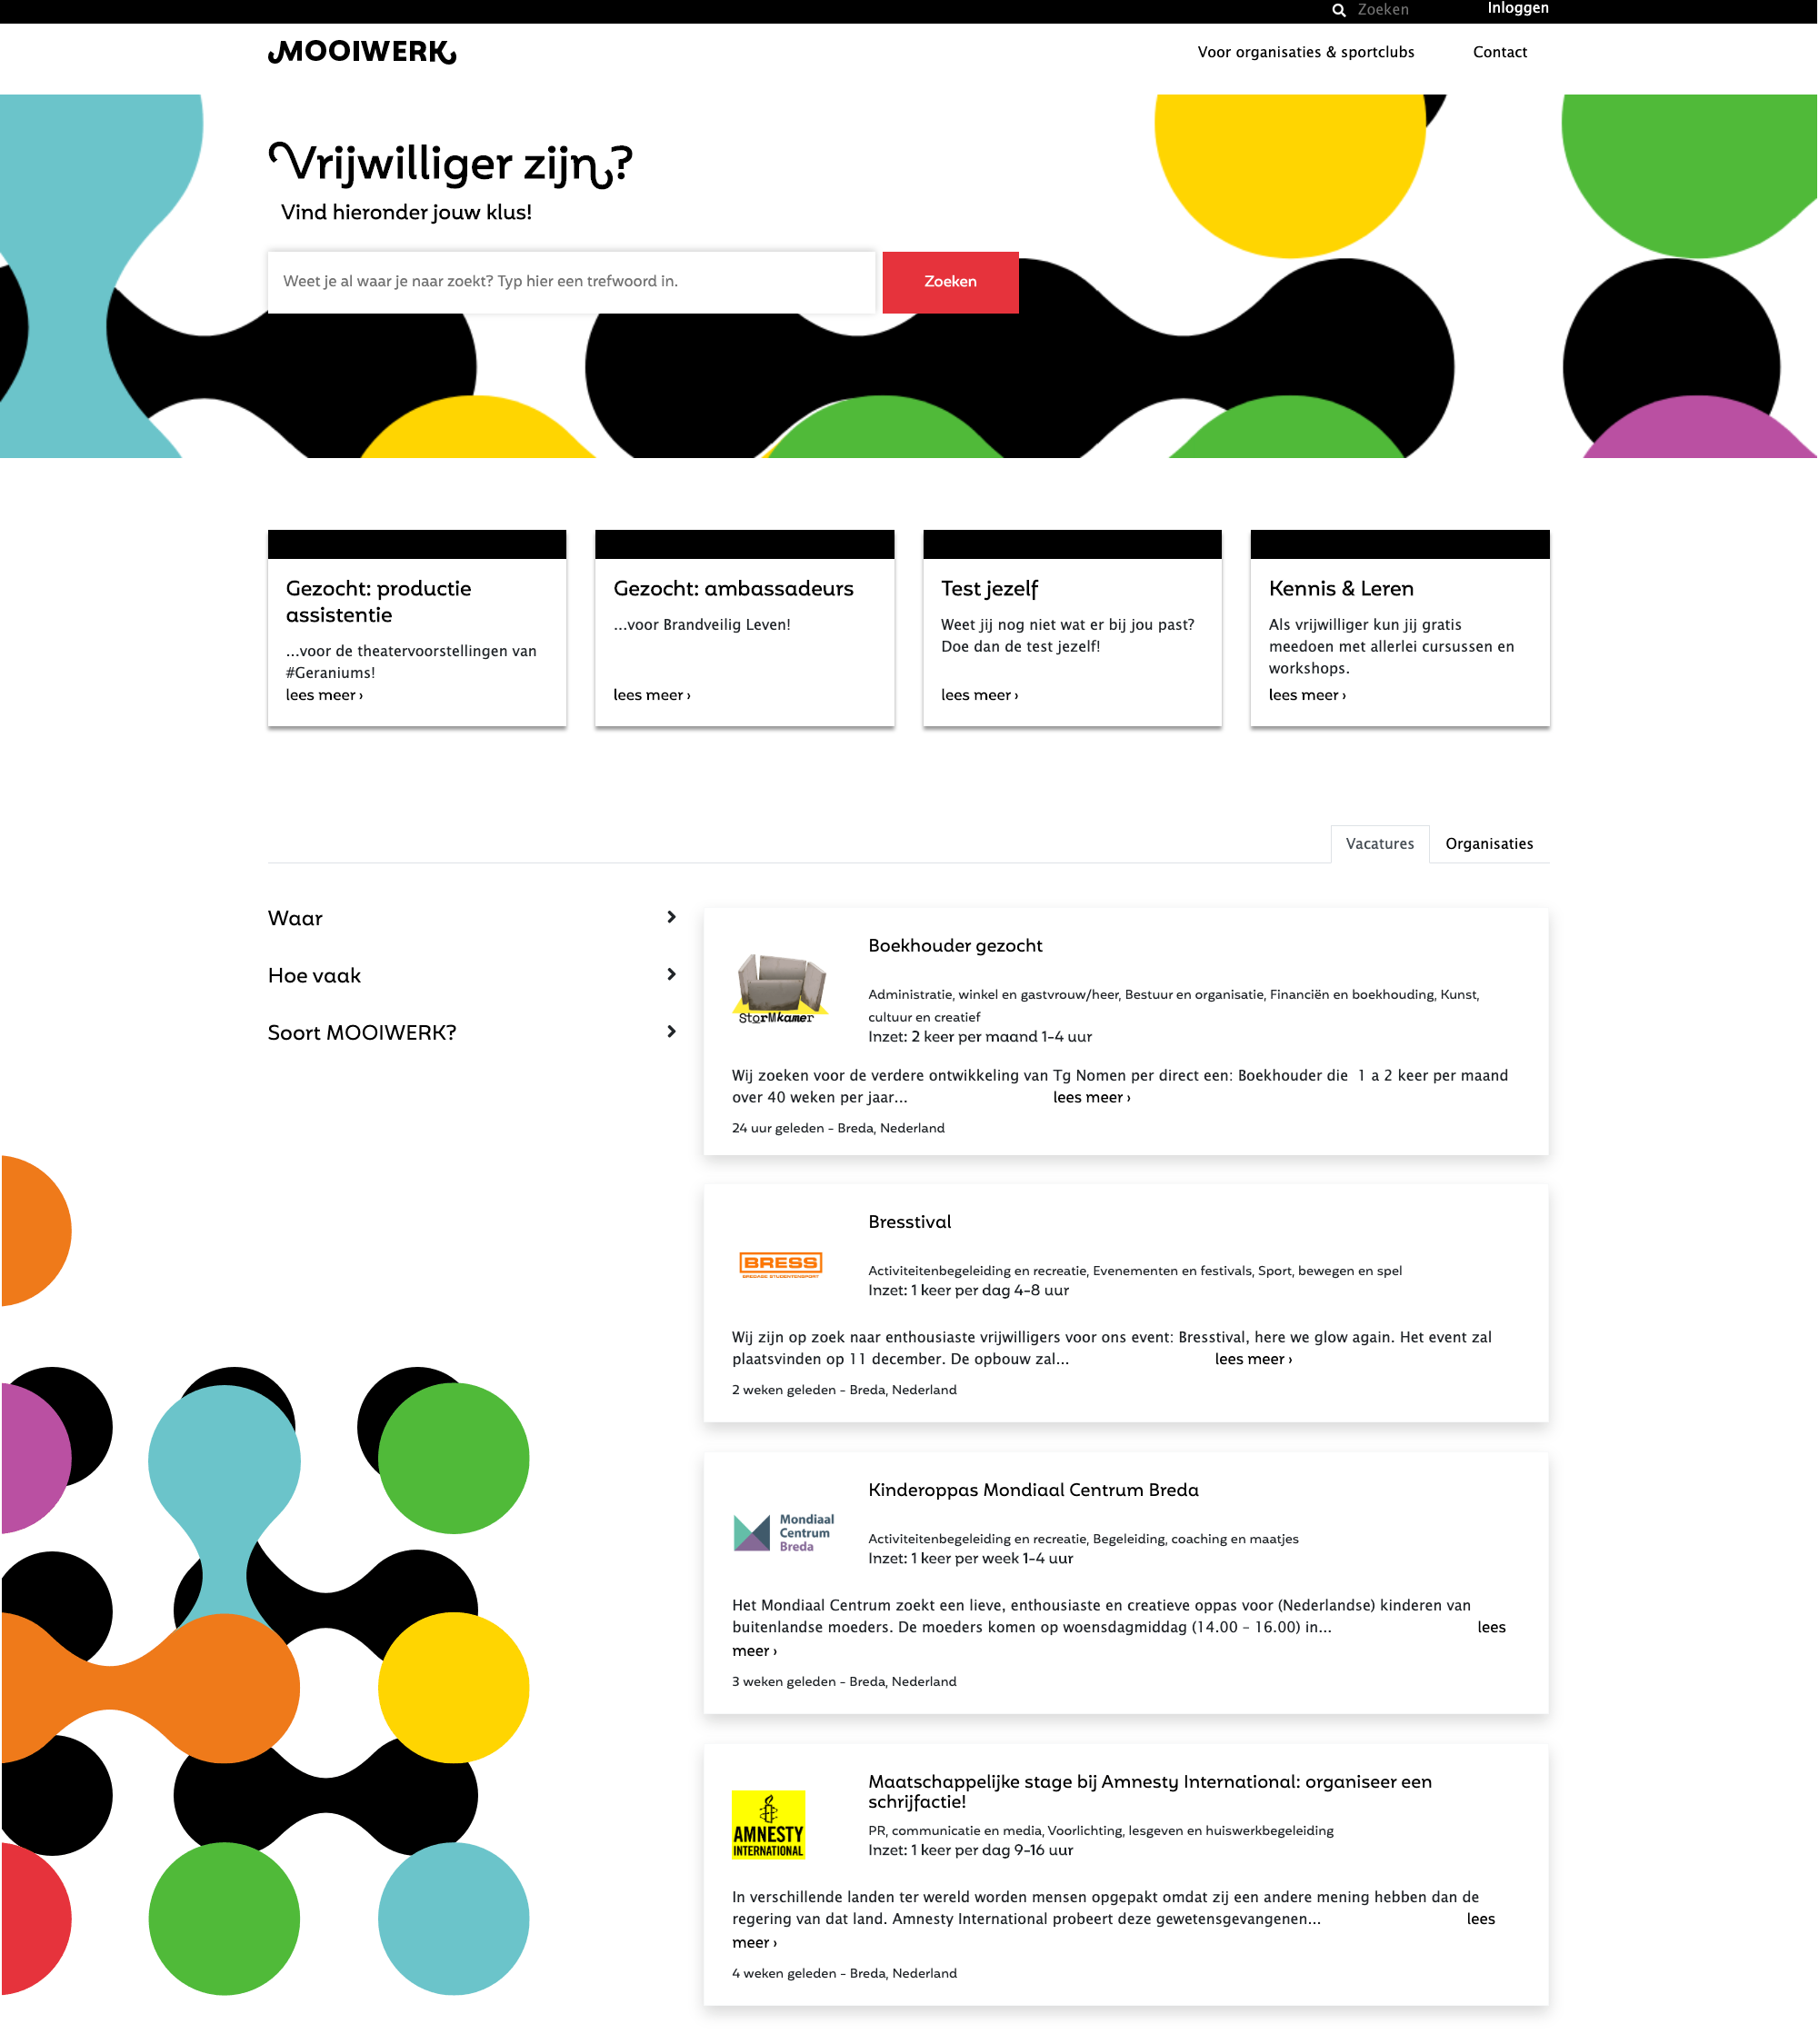 Zoeken
Inloggen
MOOIWERK
Voor organisaties & sportclubs
Contact
Vrijwilliger zijn?
Vind hieronder jouw klus!
Weet je al waar je naar zoekt? Typ hier een trefwoord in.
Zoeken
Gezocht: productie
assistentie
...voor de theatervoorstellingen van
#Geraniums!
lees meer ›
Gezocht: ambassadeurs
...voor Brandveilig Leven!
lees meer ›
Test jezelf
Weet jij nog niet wat er bij jou past?
Doe dan de test jezelf!
lees meer ›
Kennis & Leren
Als vrijwilliger kun jij gratis
meedoen met allerlei cursussen en
workshops.
lees meer ›
Vacatures
Organisaties
Waar
Hoe vaak
Soort MOOIWERK?
StorMkamer
Boekhouder gezocht
Administratie, winkel en gastvrouw/heer, Bestuur en organisatie, Financiën en boekhouding, Kunst,
cultuur en creatief
Inzet: 2 keer per maand 1-4 uur
Wij zoeken voor de verdere ontwikkeling van Tg Nomen per direct een: Boekhouder die 1 a 2 keer per maand
over 40 weken per jaar... lees meer ›
24 uur geleden - Breda, Nederland
BRESS
BREDASE STUDENTENSPORT
Bresstival
Activiteitenbegeleiding en recreatie, Evenementen en festivals, Sport, bewegen en spel
Inzet: 1 keer per dag 4-8 uur
Wij zijn op zoek naar enthousiaste vrijwilligers voor ons event: Bresstival, here we glow again. Het event zal
plaatsvinden op 11 december. De opbouw zal... lees meer ›
2 weken geleden - Breda, Nederland
Mondiaal
Centrum
Breda
Kinderoppas Mondiaal Centrum Breda
Activiteitenbegeleiding en recreatie, Begeleiding, coaching en maatjes
Inzet: 1 keer per week 1-4 uur
Het Mondiaal Centrum zoekt een lieve, enthousiaste en creatieve oppas voor (Nederlandse) kinderen van
buitenlandse moeders. De moeders komen op woensdagmiddag (14.00 – 16.00) in... lees
meer ›
3 weken geleden - Breda, Nederland
AMNESTY
INTERNATIONAL
Maatschappelijke stage bij Amnesty International: organiseer een
schrijfactie!
PR, communicatie en media, Voorlichting, lesgeven en huiswerkbegeleiding
Inzet: 1 keer per dag 9-16 uur
In verschillende landen ter wereld worden mensen opgepakt omdat zij een andere mening hebben dan de
regering van dat land. Amnesty International probeert deze gewetensgevangenen... lees
meer ›
4 weken geleden - Breda, Nederland